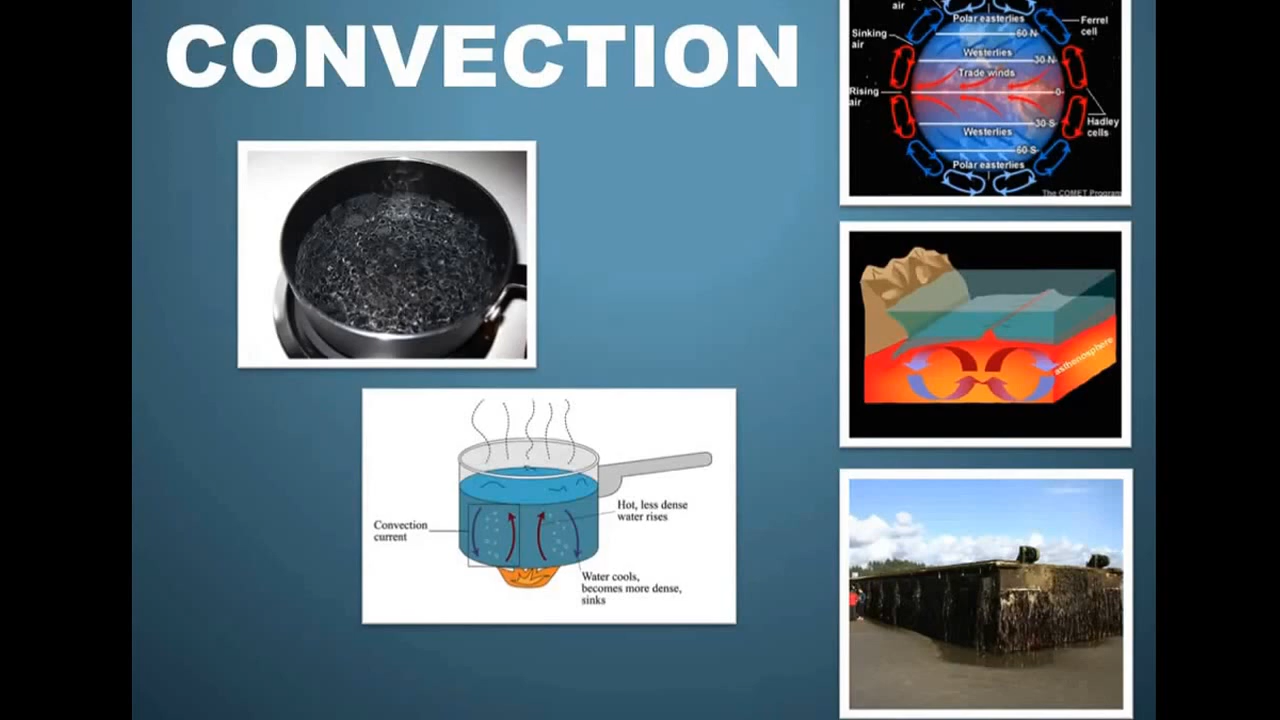 CONVECTION
air
Polar easterlies
Ferrel
cell
Sinking
air
60 N
Westerlies
30 N
Trade winds
Rising
air
0
Hadley
cells
30 S
Westerlies
60 S
Polar easterlies
The COMET Program
asthenosphere
Hot, less dense
water rises
Convection
current
Water cools,
becomes more dense,
sinks